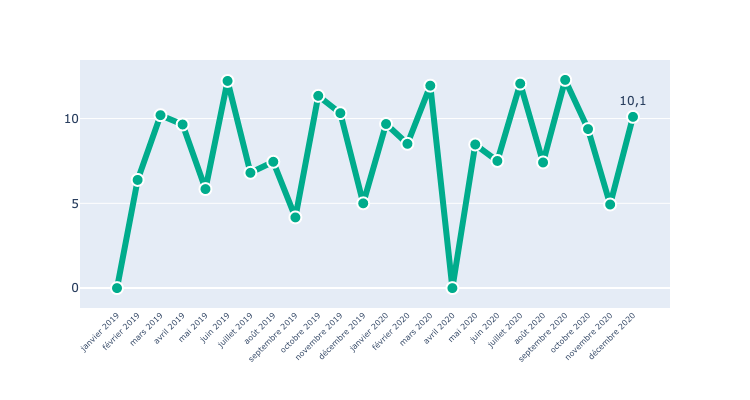 10,1
10
5
0
janvier 2019
février 2019
mars 2019
avril 2019
mai 2019
juin 2019
juillet 2019
août 2019
septembre 2019
octobre 2019
novembre 2019
décembre 2019
janvier 2020
février 2020
mars 2020
avril 2020
mai 2020
juin 2020
juillet 2020
août 2020
septembre 2020
octobre 2020
novembre 2020
décembre 2020